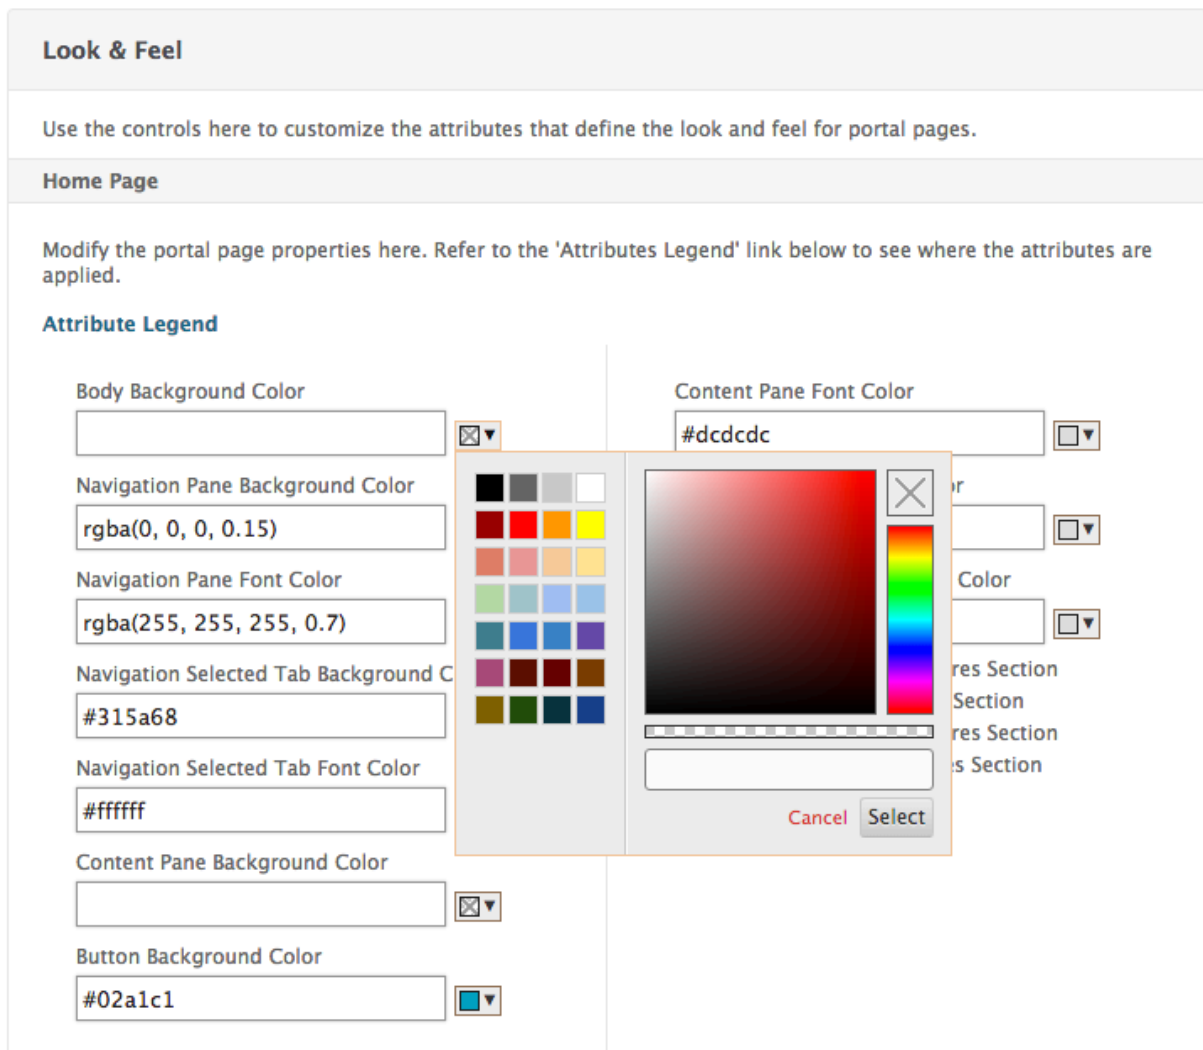 Look & Feel
Use the controls here to customize the attributes that define the look and feel for portal pages.
Home Page
Modify the portal page properties here. Refer to the 'Attributes Legend' link below to see where the attributes are
applied.
Attribute Legend
Body Background Color
Navigation Pane Background Color
rgba(0, 0, 0, 0.15)
Navigation Pane Font Color
rgba(255, 255, 255, 0.7)
Navigation Selected Tab Background C
#315a68
Navigation Selected Tab Font Color
#ffffff
Content Pane Background Color
Button Background Color
#02a1c1
Content Pane Font Color
#dcdcdc
Color
Section
Section
Section
Section
Cancel Select